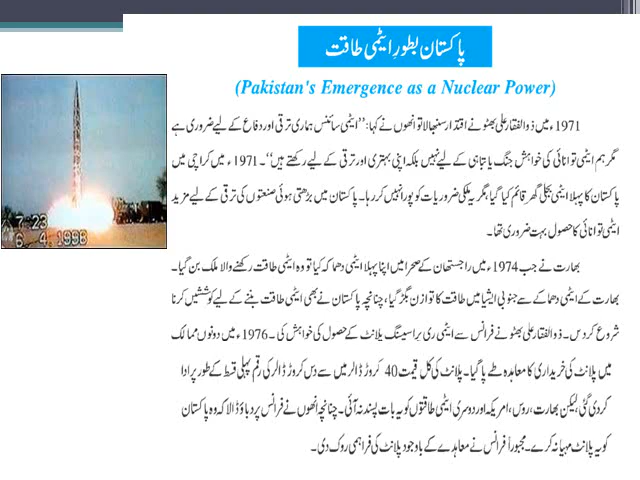 پاکستان بطورِ ایٹمی طاقت
(Pakistan's Emergence as a Nuclear Power)
1971ء میں ذوالفقار علی بھٹو نے اقتدار سنبھالا تو انھوں نے کہا: ”ایٹمی سائنس ہماری ترقی اور دفاع کے لیے ضروری ہے
مگر ہم ایٹمی توانائی کی خواہش جنگ یا تباہی کے لیے نہیں بلکہ اپنی بہتری اور ترقی کے لیے رکھتے ہیں“۔ 1971ء میں کراچی میں
پاکستان کا پہلا ایٹمی بجلی گھر قائم کیا گیا، مگر یہ ملکی ضروریات کو پورا نہیں کر رہا۔ پاکستان میں بڑھتی ہوئی صنعتوں کی ترقی کے لیے مزید
ایٹمی توانائی کا حصول بہت ضروری تھا۔
بھارت نے جب 1974ء میں راجستھان کے صحرا میں اپنا پہلا ایٹمی دھماکہ کیا تو وہ ایٹمی طاقت رکھنے والا ملک بن گیا۔
بھارت کے ایٹمی دھماکے سے جنوبی ایشیا میں طاقت کا توازن بگڑ گیا، چنانچہ پاکستان نے بھی ایٹمی طاقت بننے کے لیے کوششیں کرنا
شروع کر دیں۔ ذوالفقار علی بھٹو نے فرانس سے ایٹمی ری پراسیسنگ پلانٹ کے حصول کی خواہش کی۔ 1976ء میں دونوں ممالک
میں پلانٹ کی خریداری کا معاہدہ طے پا گیا۔ پلانٹ کی کل قیمت 40 کروڑ ڈالر میں سے دس کروڑ ڈالر کی رقم پہلی قسط کے طور پر ادا
کر دی گئی، لیکن بھارت، روس، امریکہ اور دوسری ایٹمی طاقتوں کو یہ بات پسند نہ آئی۔ چنانچہ انھوں نے فرانس پر دباؤ ڈالا کہ وہ پاکستان
کو یہ پلانٹ مہیا نہ کرے۔ مجبوراً فرانس نے معاہدے کے باوجود پلانٹ کی فراہمی روک دی۔
7-23
6. 4. 1998